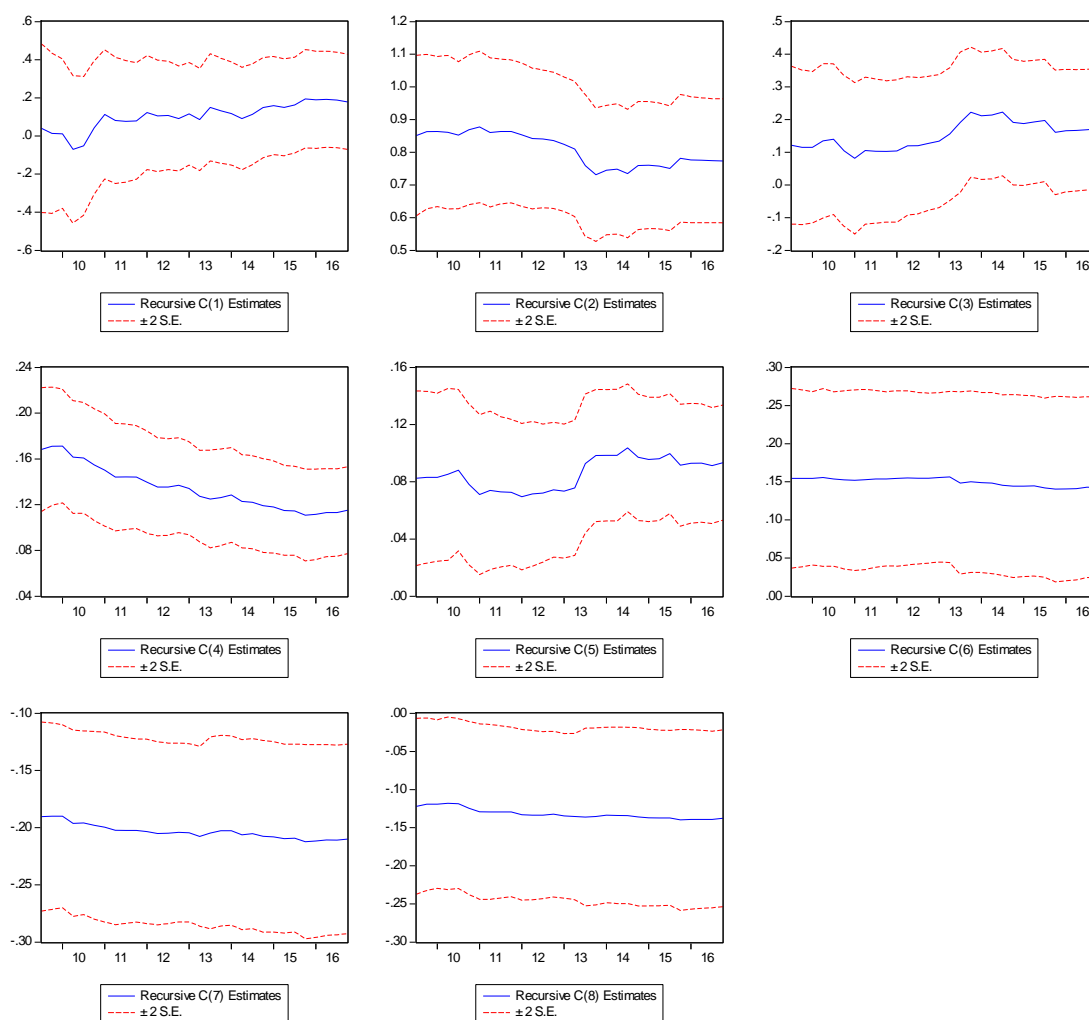 .6
.4
.2
.0
-.2
-.4
-.6
10 11 12 13 14 15 16
Recursive C(1) Estimates
± 2 S.E.
1.2
1.1
1.0
0.9
0.8
0.7
0.6
0.5
10 11 12 13 14 15 16
Recursive C(2) Estimates
± 2 S.E.
.5
.4
.3
.2
.1
.0
-.1
-.2
10 11 12 13 14 15 16
Recursive C(3) Estimates
± 2 S.E.
.24
.20
.16
.12
.08
.04
10 11 12 13 14 15 16
Recursive C(4) Estimates
± 2 S.E.
.16
.12
.08
.04
.00
10 11 12 13 14 15 16
Recursive C(5) Estimates
± 2 S.E.
.30
.25
.20
.15
.10
.05
.00
10 11 12 13 14 15 16
Recursive C(6) Estimates
± 2 S.E.
-.10
-.15
-.20
-.25
-.30
10 11 12 13 14 15 16
Recursive C(7) Estimates
± 2 S.E.
.00
-.05
-.10
-.15
-.20
-.25
-.30
10 11 12 13 14 15 16
Recursive C(8) Estimates
± 2 S.E.